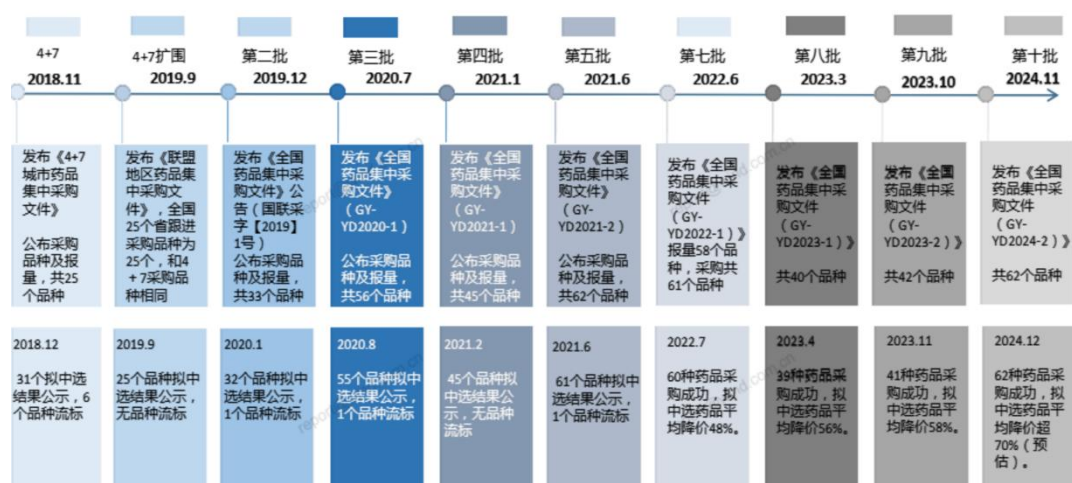 4+7
2018.11
4+7扩围
2019.9
第二批
2019.12
第三批
2020.7
第四批
2021.1
第五批
2021.6
第七批
2022.6
第八批
2023.3
第九批
2023.10
第十批
2024.11
发布《4+7
城市药品
集中采购
文件》
公布采购
品种及报
量，共25
个品种
发布《联盟
地区药品集
中采购文
件》，全国
25个省跟进
采购品种为
25个，和4
+7采购品
种相同
发布《全国
药品集中采
购文件》公
告（国联采
字【2019】
1号）
公布采购品
种及报量，
共33个品种
发布《全国
药品集中采
购文件》
（GY-
YD2020-1）
公布采购品
种及报量，
共56个品种
发布《全国
药品集中采
购文件》
（GY-
YD2021-1）
公布采购品
种及报量，
共45个品种
发布《全国
药品集中采
购文件》
（GY-
YD2021-2）
公布采购品
种及报量，
共62个品种
发布《全国
药品集中采
购文件
（GY-
YD2022-1）》
报量58个品
种，采购共
61个品种
发布《全国
药品集中采
购文件
（GY-
YD2023-1）》
共40个品种
发布《全国
药品集中采
购文件
（GY-
YD2023-2）》
共42个品种
发布《全国
药品集中采
购文件
（GY-
YD2024-2）》
共62个品种
2018.12
31个拟中选
结果公示，6
个品种流标
2019.9
25个品种拟中
选结果公示，
无品种流标
2020.1
32个品种拟中
选结果公示，
1个品种流标
2020.8
55个品种拟中
选结果公示，
1个品种流标
2021.2
45个品种拟
中选结果公
示，无品种
流标
2021.6
61个品种拟中
选结果公示，
1个品种流标
2022.7
60种药品采
购成功，拟
中选药品平
均降价48%。
2023.4
39种药品采
购成功，拟
中选药品平
均降价56%。
2023.11
41种药品采
购成功，拟
中选药品平
均降价58%。
2024.12
62种药品采
购成功，拟
中选药品平
均降价超
70%（预
估）。